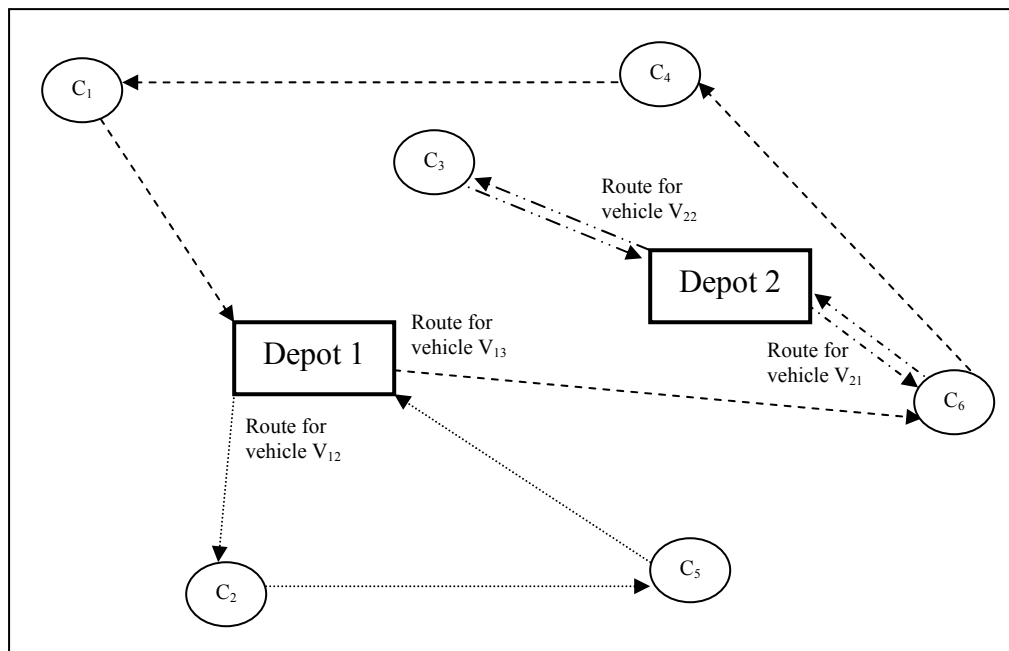 C₁
C₄
C₃
Route for
vehicle V₂₂
Depot 2
Route for
vehicle V₁₃
Depot 1
Route for
vehicle V₂₁
C₆
Route for
vehicle V₁₂
C₅
C₂